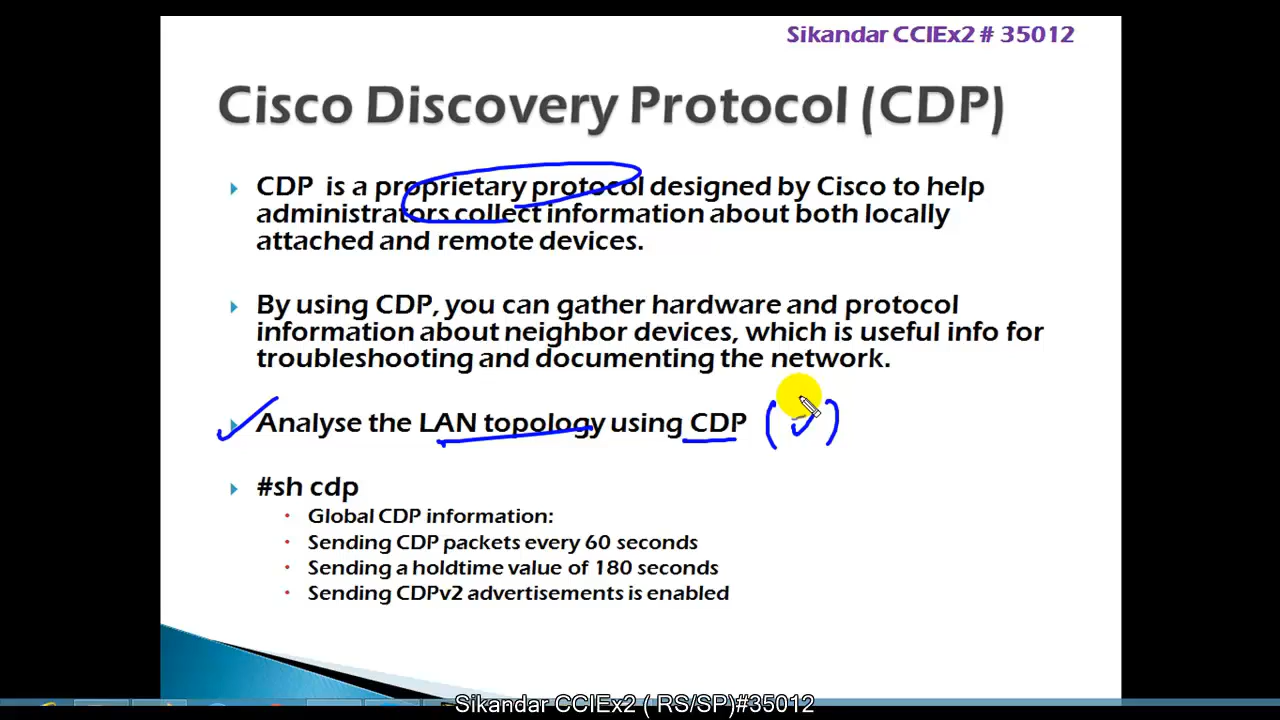 Sikandar CCIEx2 # 35012
Cisco Discovery Protocol (CDP)
CDP is a proprietary protocol designed by Cisco to help
administrators collect information about both locally
attached and remote devices.
By using CDP, you can gather hardware and protocol
information about neighbor devices, which is useful info for
troubleshooting and documenting the network.
Analyse the LAN topology using CDP
#sh cdp
Global CDP information:
Sending CDP packets every 60 seconds
Sending a holdtime value of 180 seconds
Sending CDPv2 advertisements is enabled
Sikandar CCIEx2 ( RS/SP)#35012